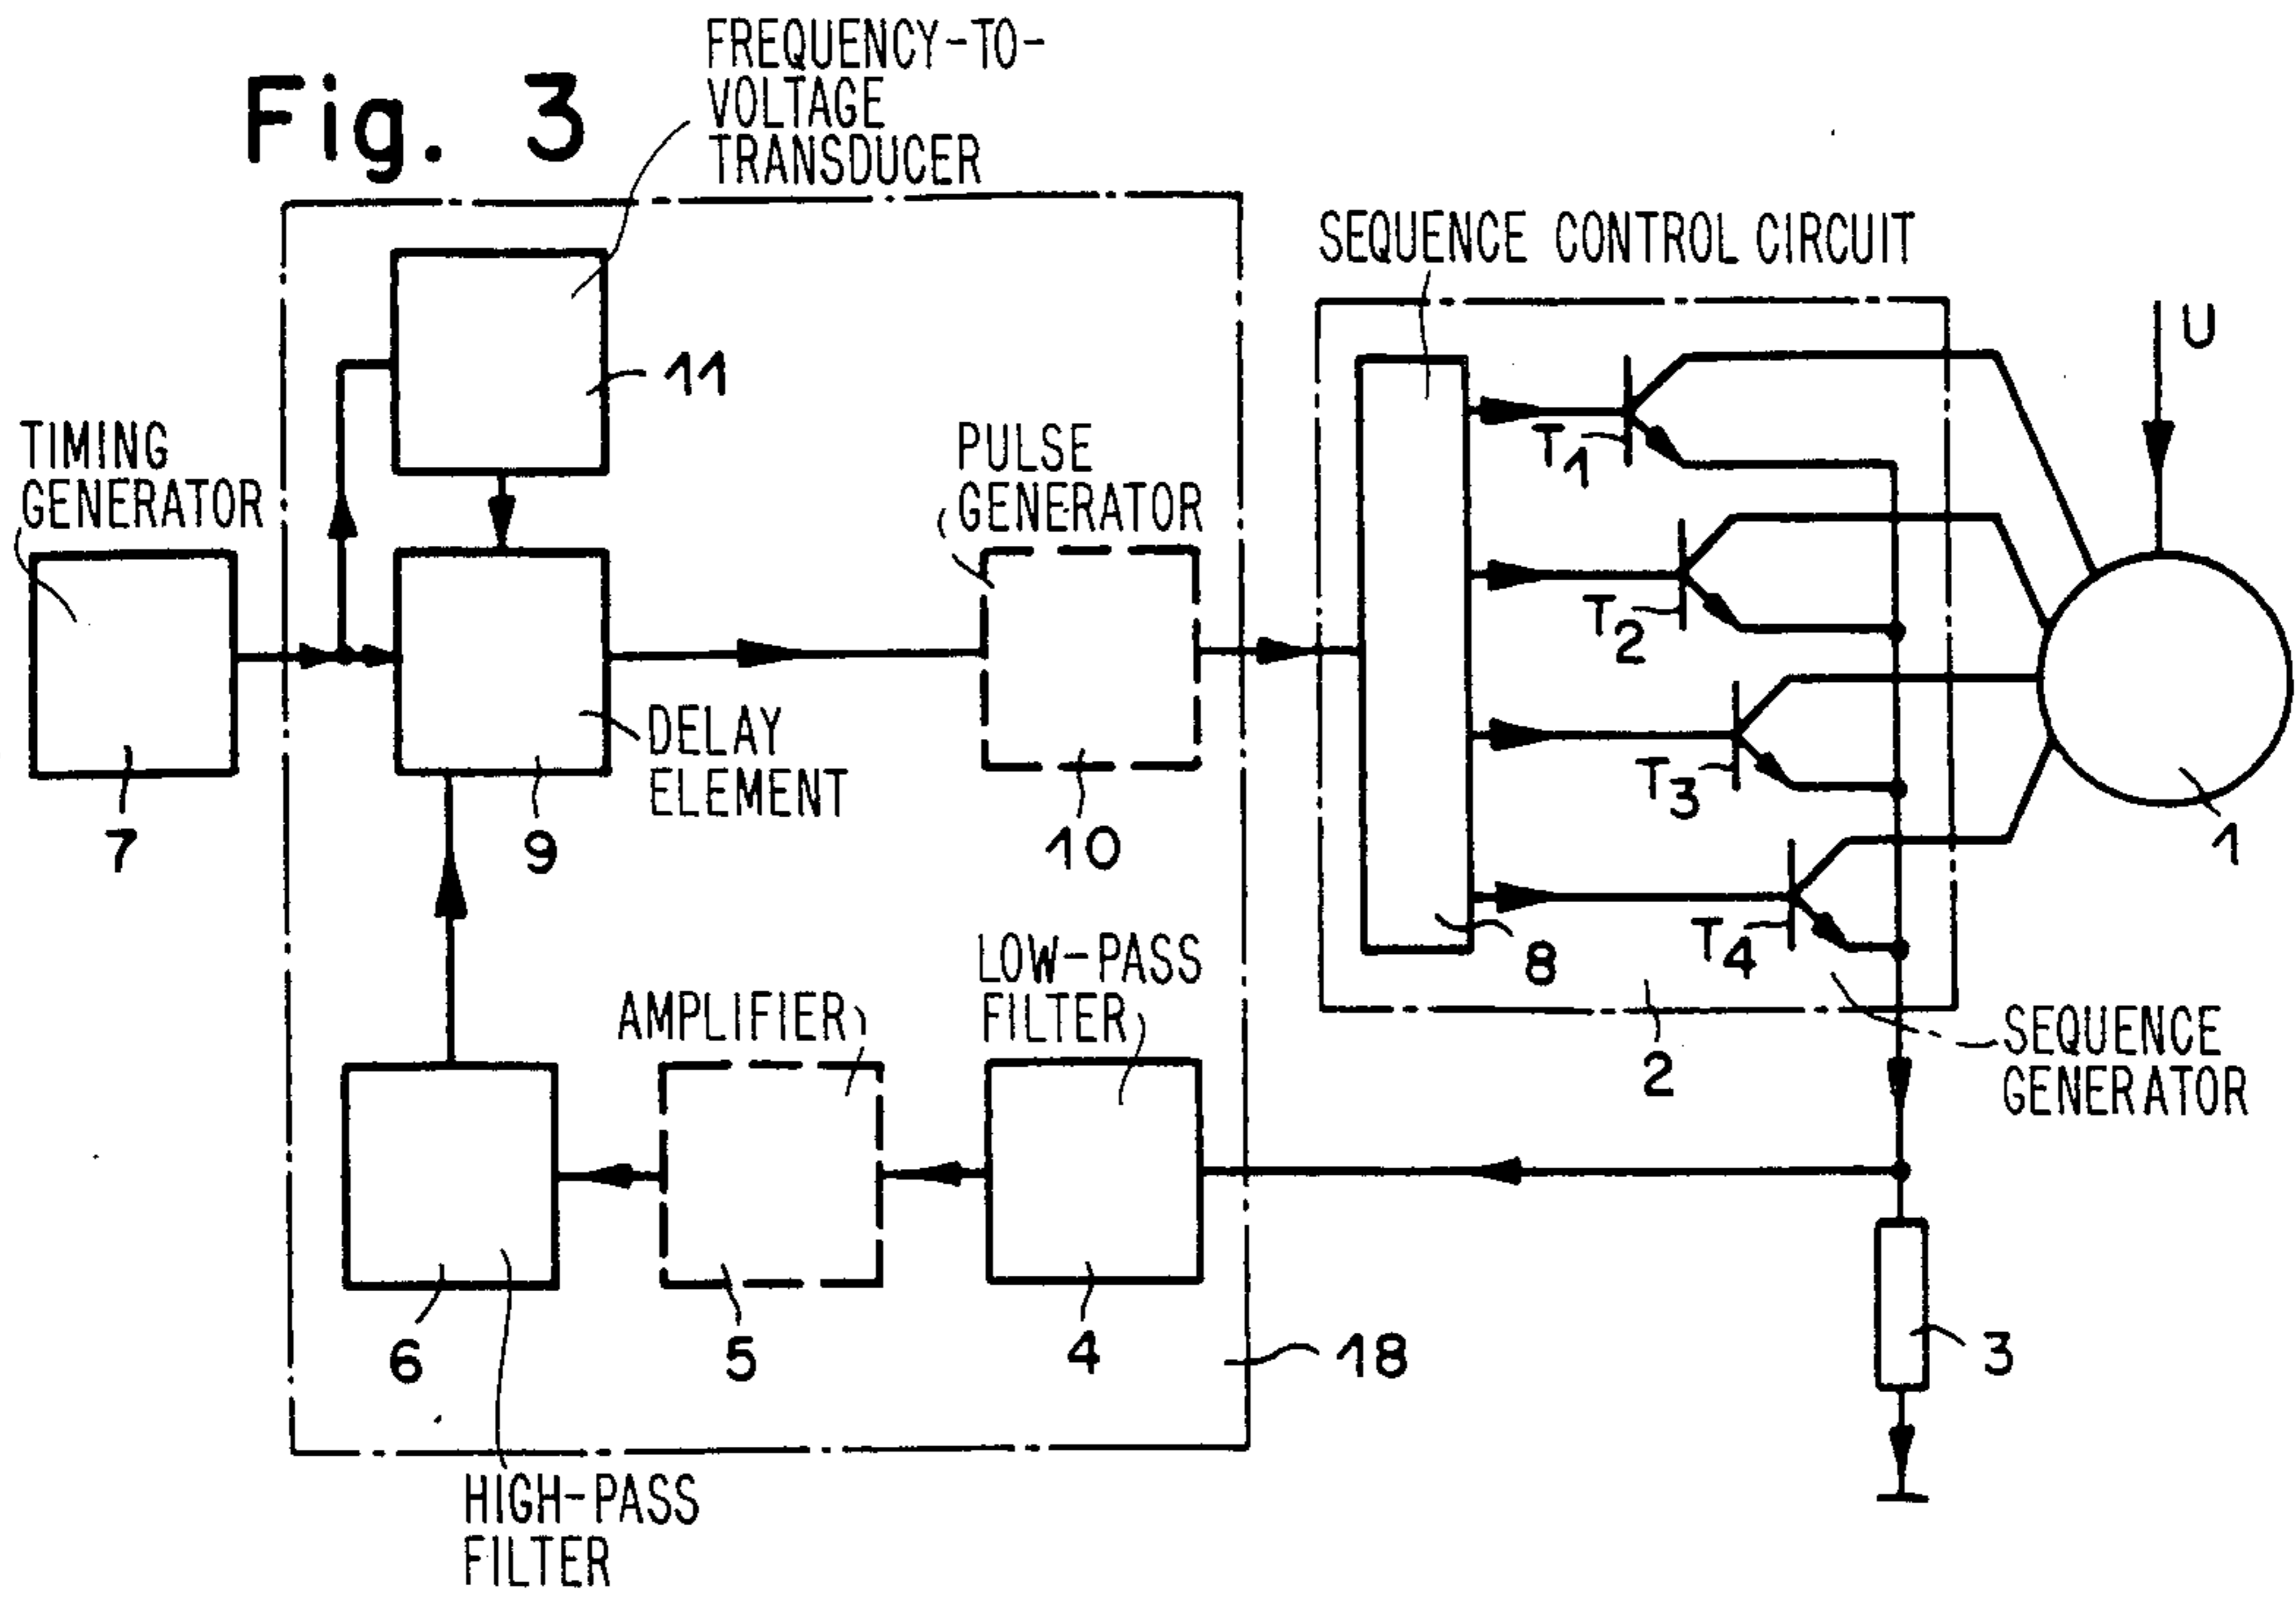 Fig. 3
FREQUENCY-TO-
VOLTAGE
TRANSDUCER
11
TIMING
GENERATOR
7
DELAY
ELEMENT
9
PULSE
GENERATOR
10
SEQUENCE CONTROL CIRCUIT
8
T1
T2
T3
T4
U
1
2
SEQUENCE
GENERATOR
LOW-PASS
FILTER
4
AMPLIFIER
5
6
HIGH-PASS
FILTER
18
3